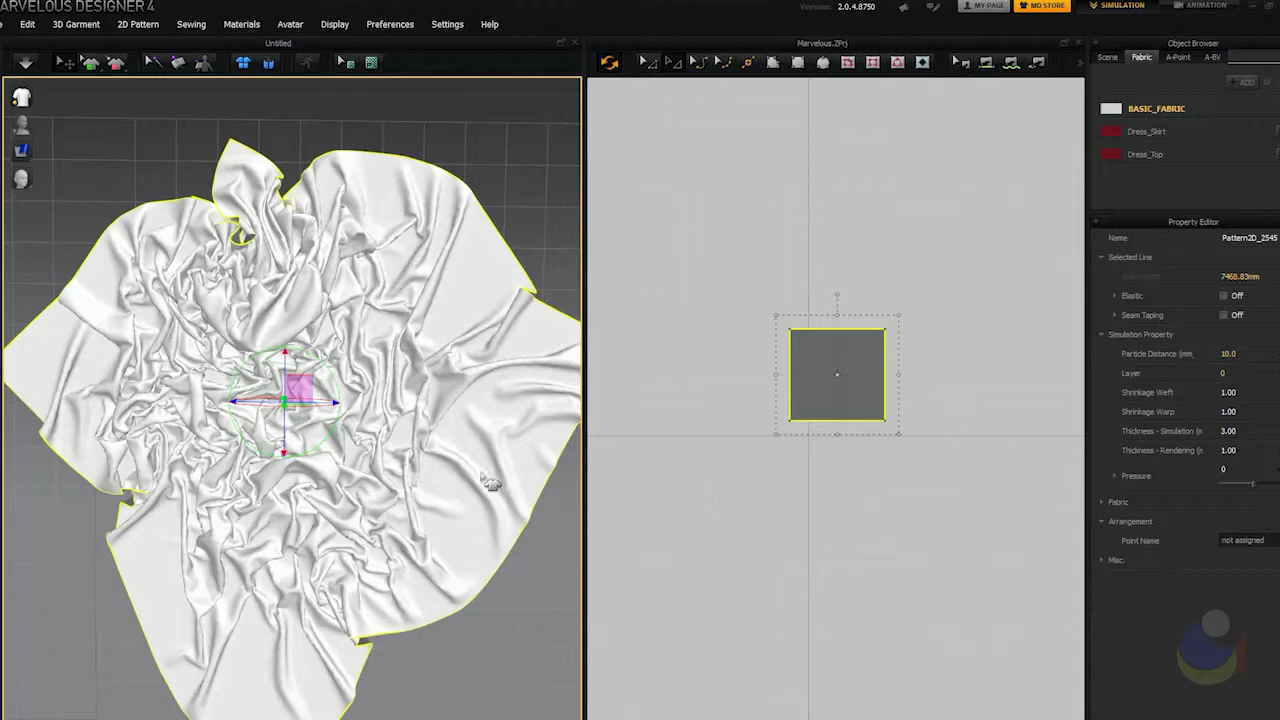 MARVELOUS DESIGNER 4
Version: 2.0.4.8750
MY PAGE
MD STORE
SIMULATION
ANIMATION
Edit 3D Garment 2D Pattern Sewing Materials Avatar Display Preferences Settings Help
Untitled
Marvelous.ZPrj
Object Browser
Scene Fabric A-Point A-BV
+ ADD
BASIC_FABRIC
Dress_Skirt
Dress_Top
Property Editor
Name: Pattern2D_2545
Selected Line
7468.83mm
Elastic Off
Seam Taping Off
Simulation Property
Particle Distance (mm, 10.0
Layer 0
Shrinkage Weft 1.00
Shrinkage Warp 1.00
Thickness - Simulation (r 3.00
Thickness - Rendering (r 1.00
Pressure 0
Fabric
Arrangement
Point Name not assigned
Misc.